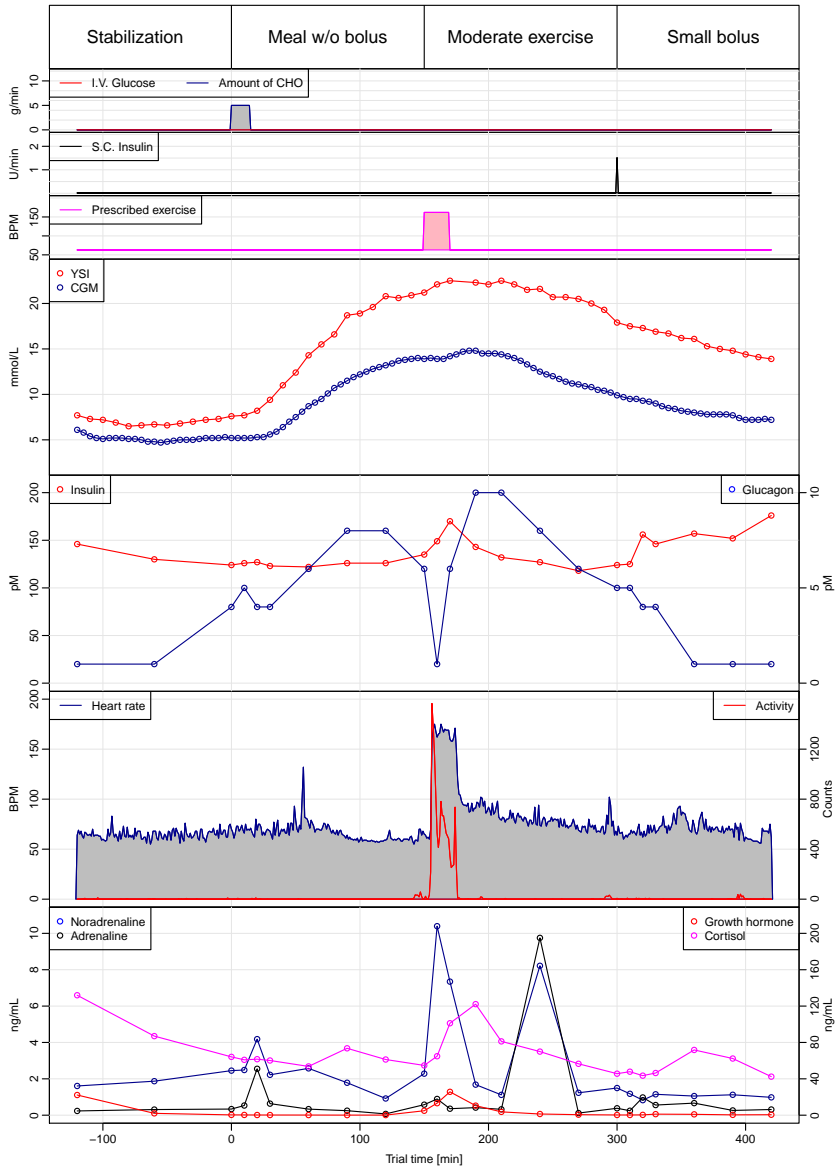 Stabilization Meal w/o bolus Moderate exercise Small bolus
I.V. Glucose Amount of CHO
g/min
0 5 10
S.C. Insulin
U/min
1 2
Prescribed exercise
BPM
50 150
YSI
CGM
mmol/L
5 10 15 20
Insulin
Glucagon
pM
0 50 100 150 200
pM
0 5 10
Heart rate
Activity
BPM
0 50 100 150 200
Counts
0 400 800 1200
Noradrenaline
Adrenaline
Growth hormone
Cortisol
ng/mL
0 2 4 6 8 10
ng/mL
0 40 80 120 160 200
−100 0 100 200 300 400
Trial time [min]